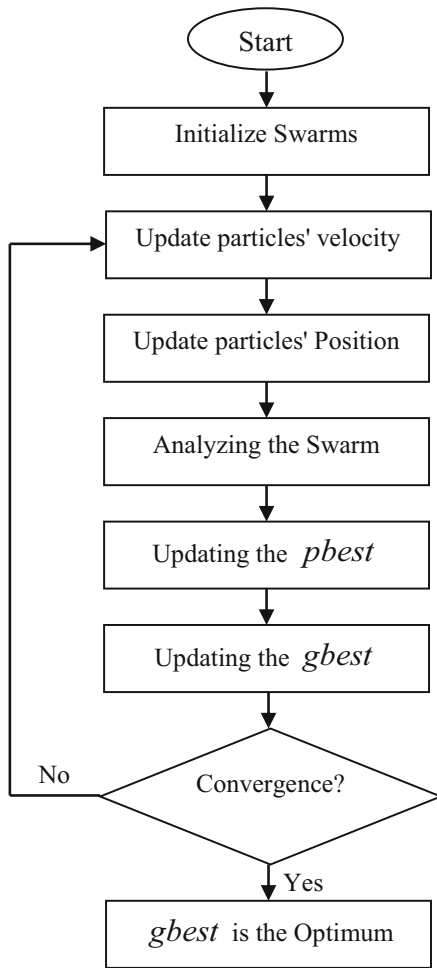 Start
Initialize Swarms
Update particles' velocity
Update particles' Position
Analyzing the Swarm
Updating the pbest
Updating the gbest
Convergence?
No
Yes
gbest is the Optimum